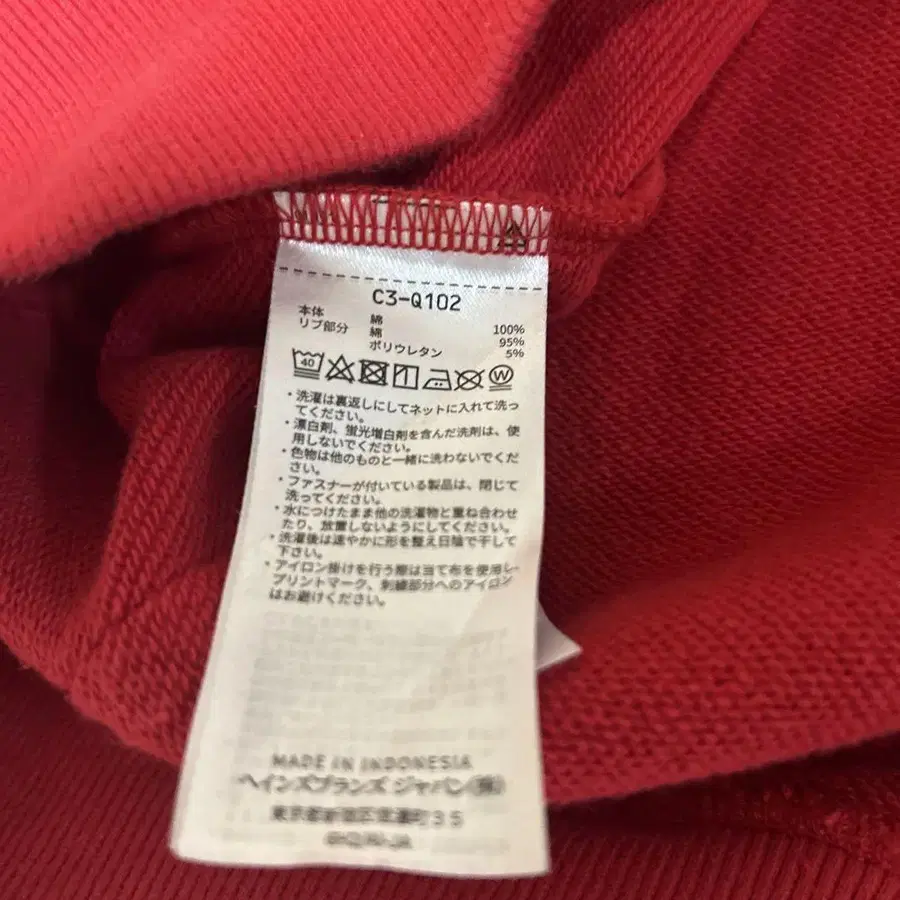 C3-Q102
本体 綿 100%
リブ部分 綿 95%
ポリウレタン 5%
40 W
・洗濯は裏返しにしてネットに入れて洗っ
てください。
・漂白剤、蛍光増白剤を含んだ洗剤は、使
用しないでください。
・色物は他のものと一緒に洗わないでくだ
さい。
・ファスナーが付いている製品は、閉じて
洗ってください。
・水につけたまま他の洗濯物と重ね合わせ
たり、放置しないようにしてください。
・洗濯後は速やかに形を整え日陰で干して
下さい。
・アイロン掛けを行う際は当て布を使用し、
プリントマーク、刺繍部分へのアイロン
はお避けください。
MADE IN INDONESIA
ヘインズブランズ ジャパン(株)
東京都新宿区